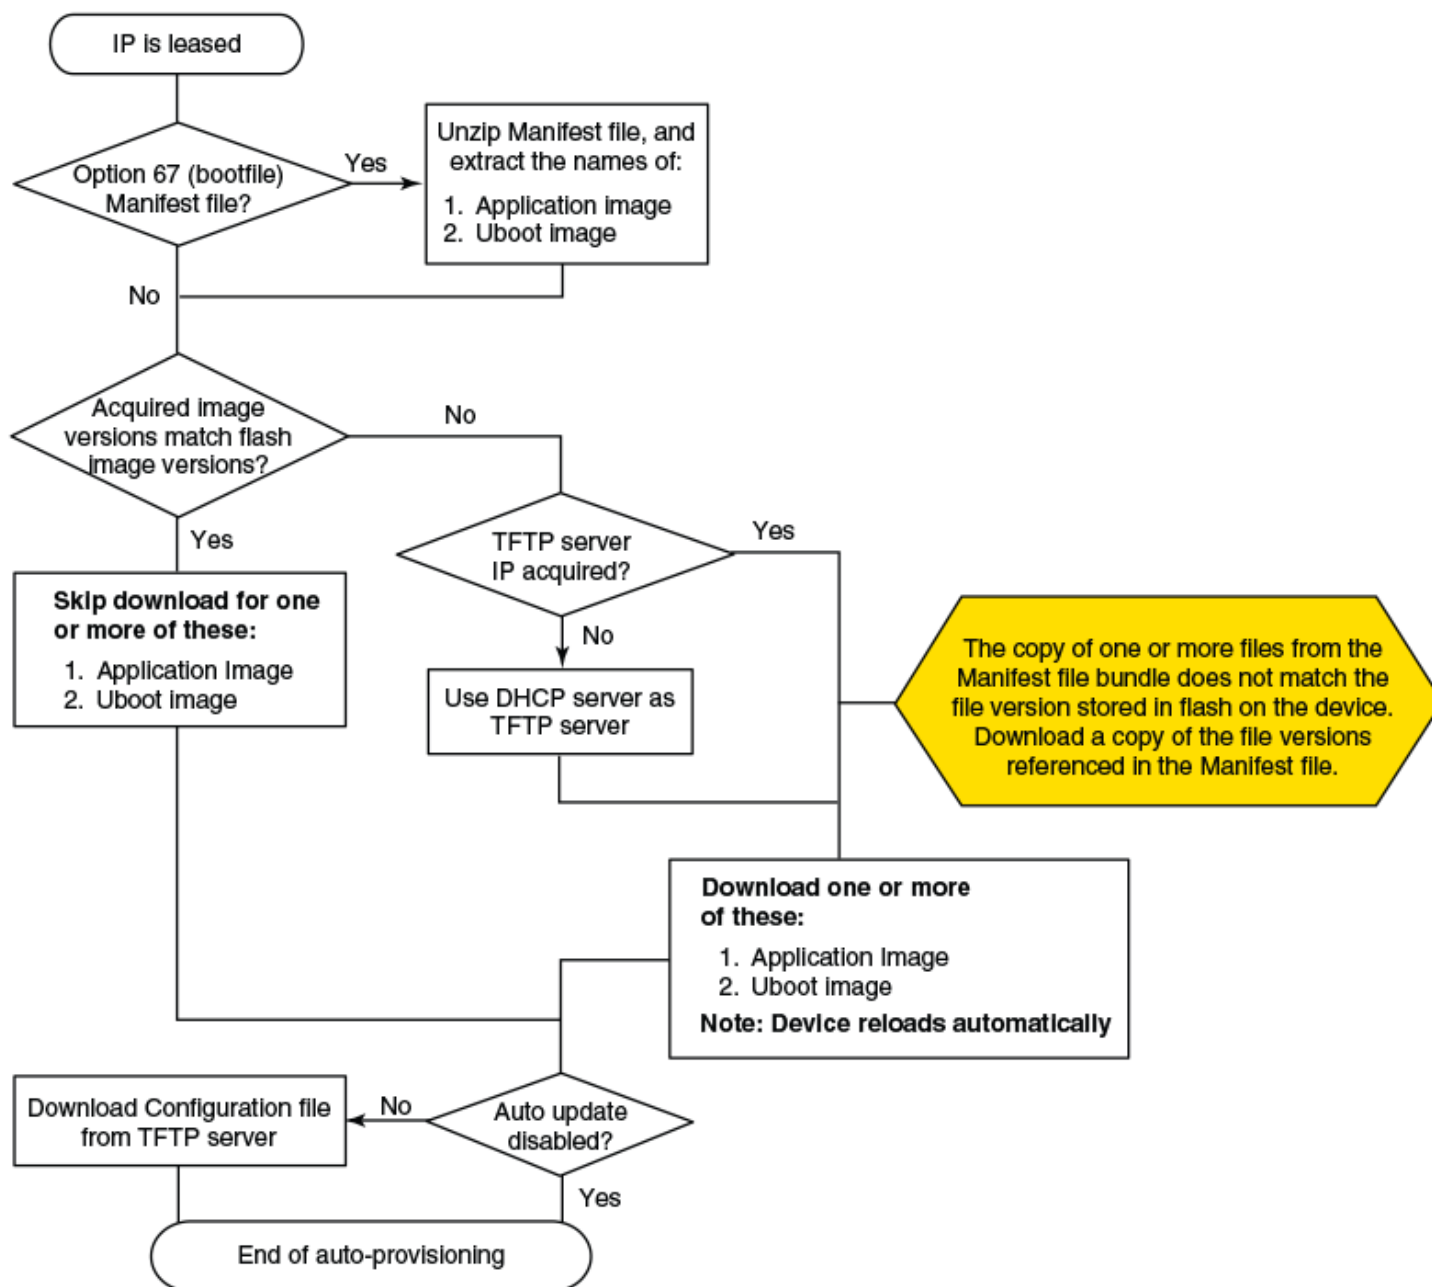 IP is leased
Option 67 (bootfile)
Manifest file?
Yes
Unzip Manifest file, and
extract the names of:
1. Application image
2. Uboot image
No
Acquired image
versions match flash
image versions?
No
Yes
TFTP server
IP acquired?
Yes
No
Skip download for one
or more of these:
1. Application Image
2. Uboot image
Use DHCP server as
TFTP server
The copy of one or more files from the
Manifest file bundle does not match the
file version stored in flash on the device.
Download a copy of the file versions
referenced in the Manifest file.
Download one or more
of these:
1. Application Image
2. Uboot image
Note: Device reloads automatically
Auto update
disabled?
No
Download Configuration file
from TFTP server
Yes
End of auto-provisioning